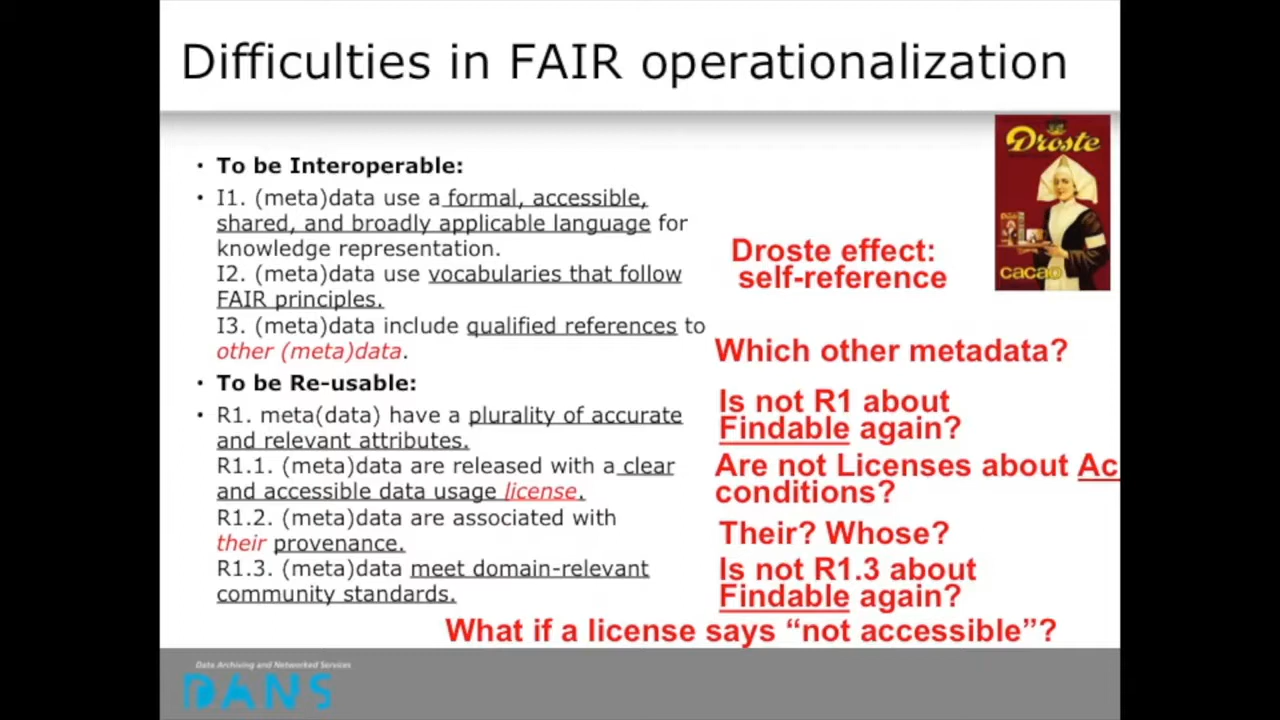 Difficulties in FAIR operationalization
• To be Interoperable:
• I1. (meta)data use a formal, accessible,
shared, and broadly applicable language for
knowledge representation.
I2. (meta)data use vocabularies that follow
FAIR principles.
I3. (meta)data include qualified references to
other (meta)data.
• To be Re-usable:
• R1. meta(data) have a plurality of accurate
and relevant attributes.
R1.1. (meta)data are released with a clear
and accessible data usage license.
R1.2. (meta)data are associated with
their provenance.
R1.3. (meta)data meet domain-relevant
community standards.
Droste
cacao
Droste effect:
self-reference
Which other metadata?
Is not R1 about
Findable again?
Are not Licenses about Ac
conditions?
Their? Whose?
Is not R1.3 about
Findable again?
What if a license says “not accessible”?
Data Archiving and Networked Services
DANS